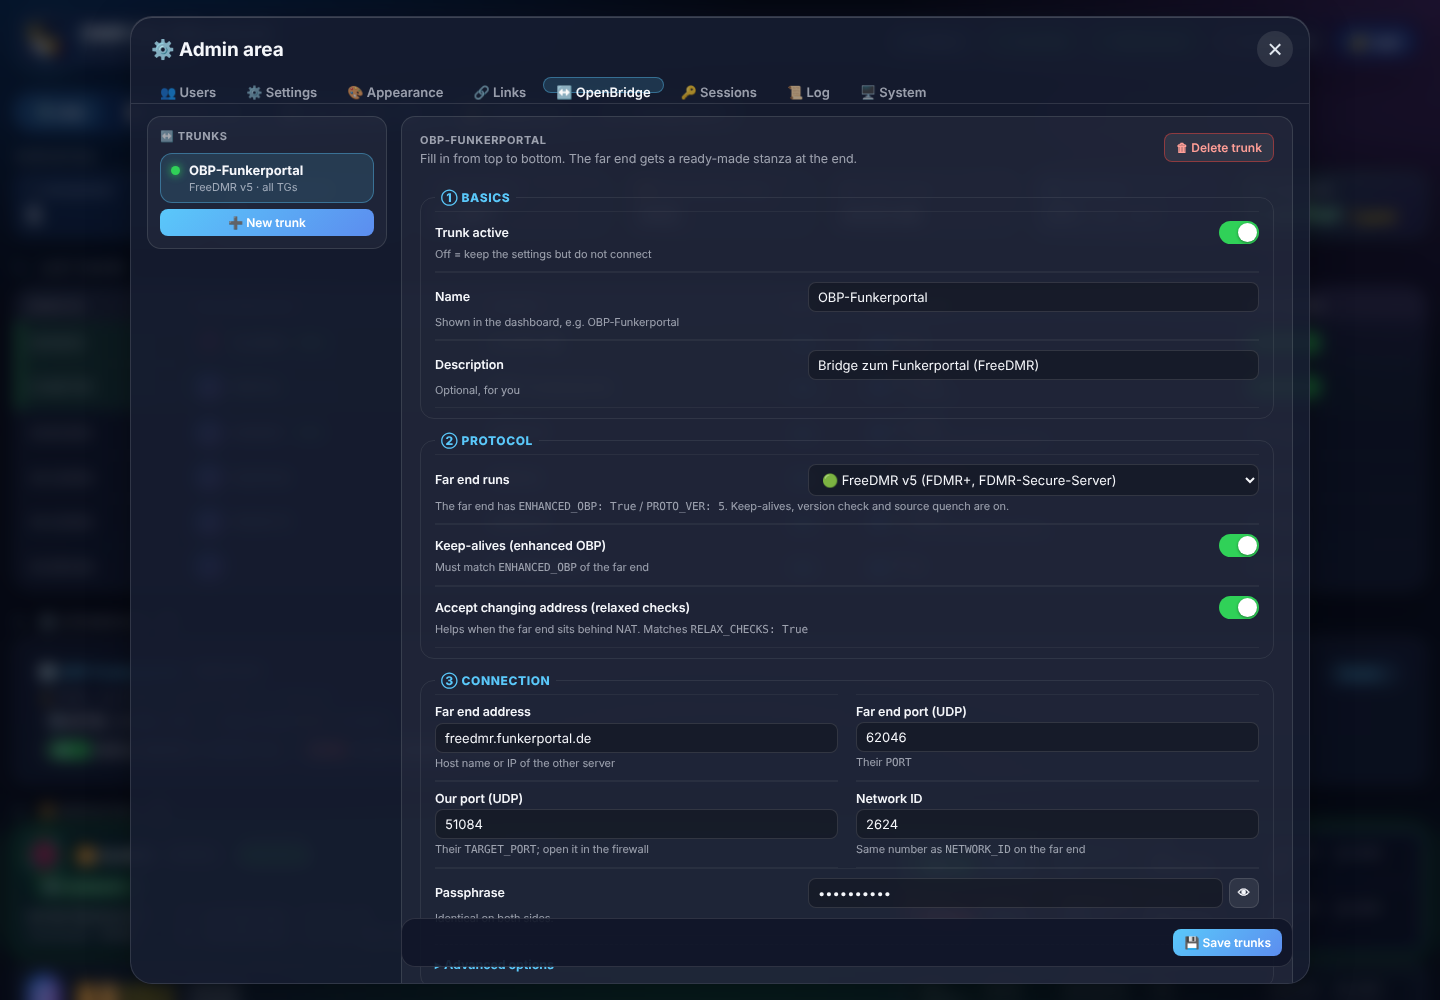 ⚙️ Admin area
✕
👥 Users ⚙️ Settings 🎨 Appearance 🔗 Links ↔️ OpenBridge 🔑 Sessions 📜 Log 🖥️ System
↔️ TRUNKS
OBP-Funkerportal
FreeDMR v5 · all TGs
➕ New trunk
OBP-FUNKERPORTAL
Fill in from top to bottom. The far end gets a ready-made stanza at the end.
🗑 Delete trunk
① BASICS
Trunk active
Off = keep the settings but do not connect
Name
OBP-Funkerportal
Shown in the dashboard, e.g. OBP-Funkerportal
Description
Bridge zum Funkerportal (FreeDMR)
Optional, for you
② PROTOCOL
Far end runs
🟢 FreeDMR v5 (FDMR+, FDMR-Secure-Server)
The far end has ENHANCED_OBP: True / PROTO_VER: 5. Keep-alives, version check and source quench are on.
Keep-alives (enhanced OBP)
Must match ENHANCED_OBP of the far end
Accept changing address (relaxed checks)
Helps when the far end sits behind NAT. Matches RELAX_CHECKS: True
③ CONNECTION
Far end address
freedmr.funkerportal.de
Host name or IP of the other server
Far end port (UDP)
62046
Their PORT
Our port (UDP)
51084
Their TARGET_PORT; open it in the firewall
Network ID
2624
Same number as NETWORK_ID on the far end
Passphrase
••••••••••
Identical on both sides
💾 Save trunks
▸ Advanced options